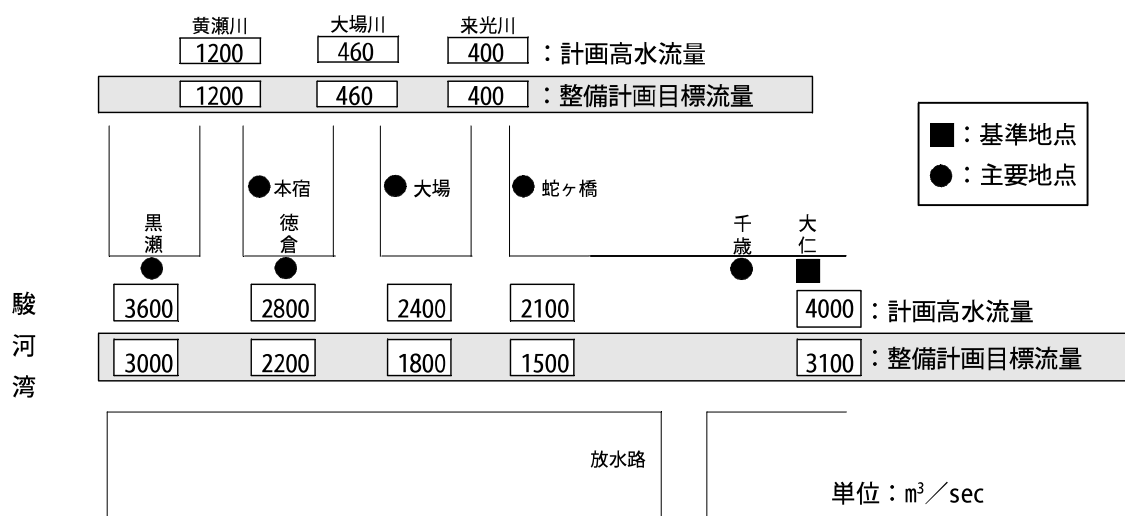 黄瀬川 大場川 来光川
1200 460 400 ：計画高水流量
1200 460 400 ：整備計画目標流量
■：基準地点
●：主要地点
本宿 大場 蛇ヶ橋
黒瀬 徳倉 千歳 大仁
駿河湾
3600 2800 2400 2100 4000 ：計画高水流量
3000 2200 1800 1500 3100 ：整備計画目標流量
放水路
単位：m³／sec